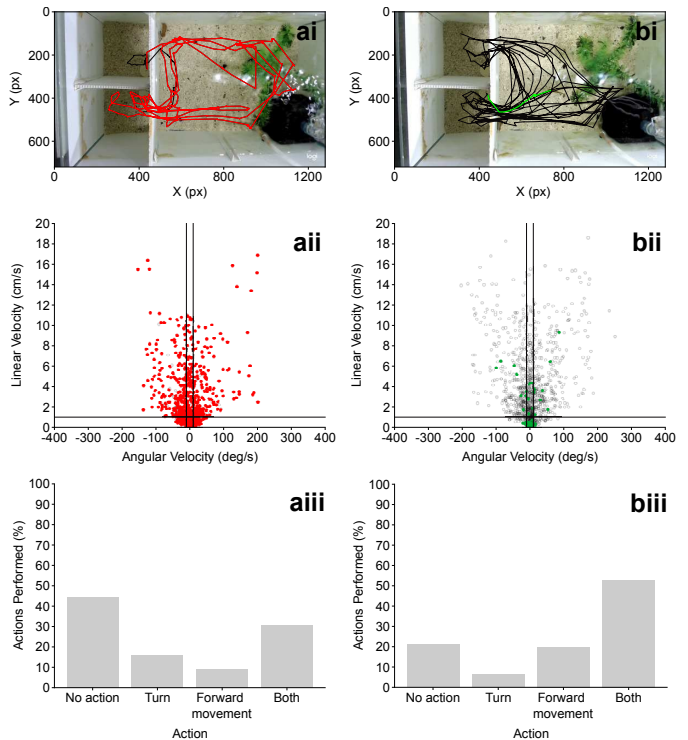 ai
bi
0
200
400
600
Y (px)
0
400
800
1200
X (px)
0
200
400
600
Y (px)
0
400
800
1200
X (px)
aii
bii
20
18
16
14
12
10
8
6
4
2
0
Linear Velocity (cm/s)
-400
-300
-200
-100
0
100
200
300
400
Angular Velocity (deg/s)
20
18
16
14
12
10
8
6
4
2
0
Linear Velocity (cm/s)
-400
-300
-200
-100
0
100
200
300
400
Angular Velocity (deg/s)
aiii
biii
100
90
80
70
60
50
40
30
20
10
0
Actions Performed (%)
No action
Turn
Forward
movement
Both
Action
100
90
80
70
60
50
40
30
20
10
0
Actions Performed (%)
No action
Turn
Forward
movement
Both
Action